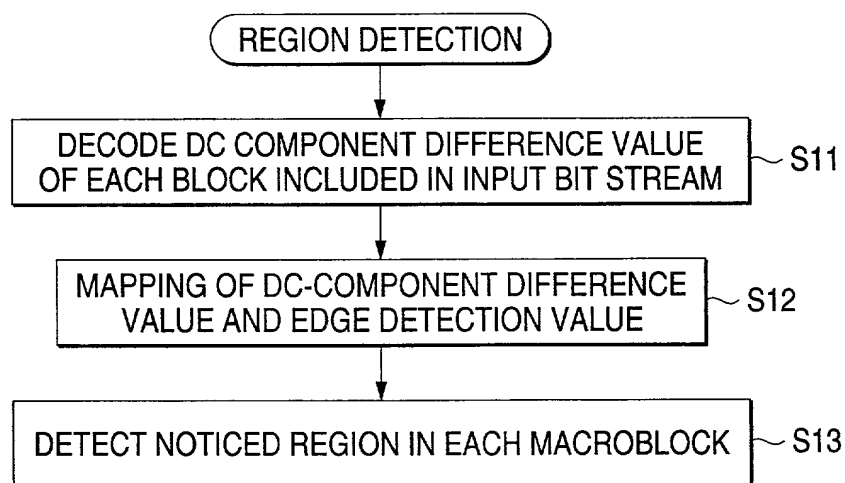 REGION DETECTION
DECODE DC COMPONENT DIFFERENCE VALUE
OF EACH BLOCK INCLUDED IN INPUT BIT STREAM
S11
MAPPING OF DC-COMPONENT DIFFERENCE
VALUE AND EDGE DETECTION VALUE
S12
DETECT NOTICED REGION IN EACH MACROBLOCK
S13